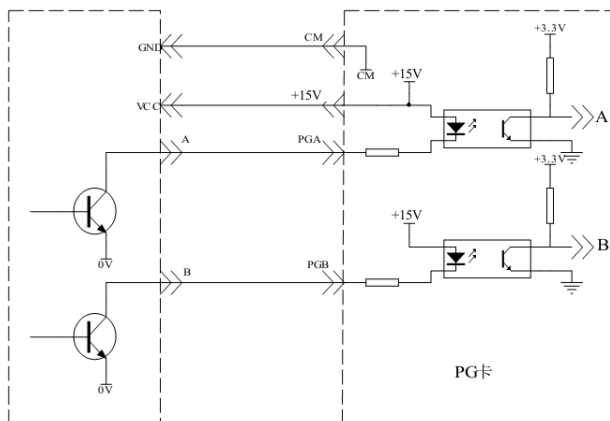 +3.3V
GND
CM
CM
VCC
+15V
+15V
A
A
PGA
+3.3V
0V
+15V
B
B
PGB
0V
PG卡